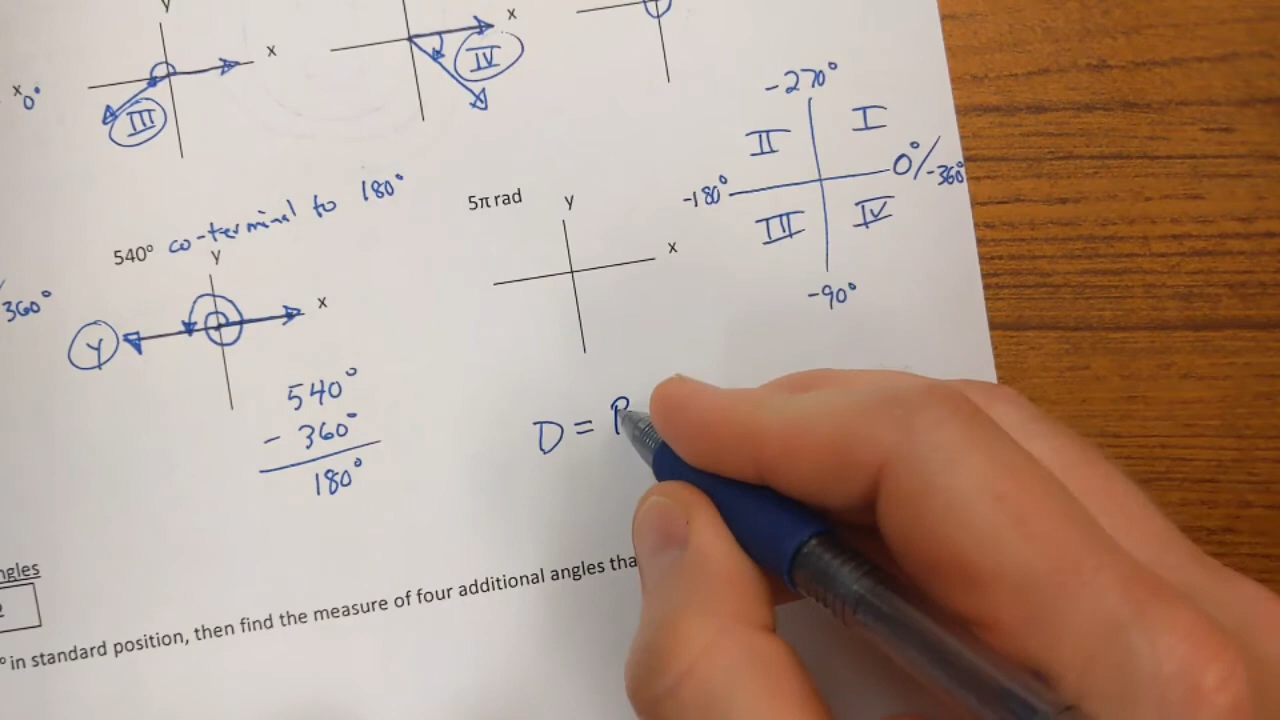 y
x
III
x
IV
x 0°
-270°
II
I
-180°
0°/-360°
III
IV
-90°
540° co-terminal to 180°
y
x
y
360°
540°
- 360°
180°
5π rad
y
x
D =
ngles
° in standard position, then find the measure of four additional angles tha